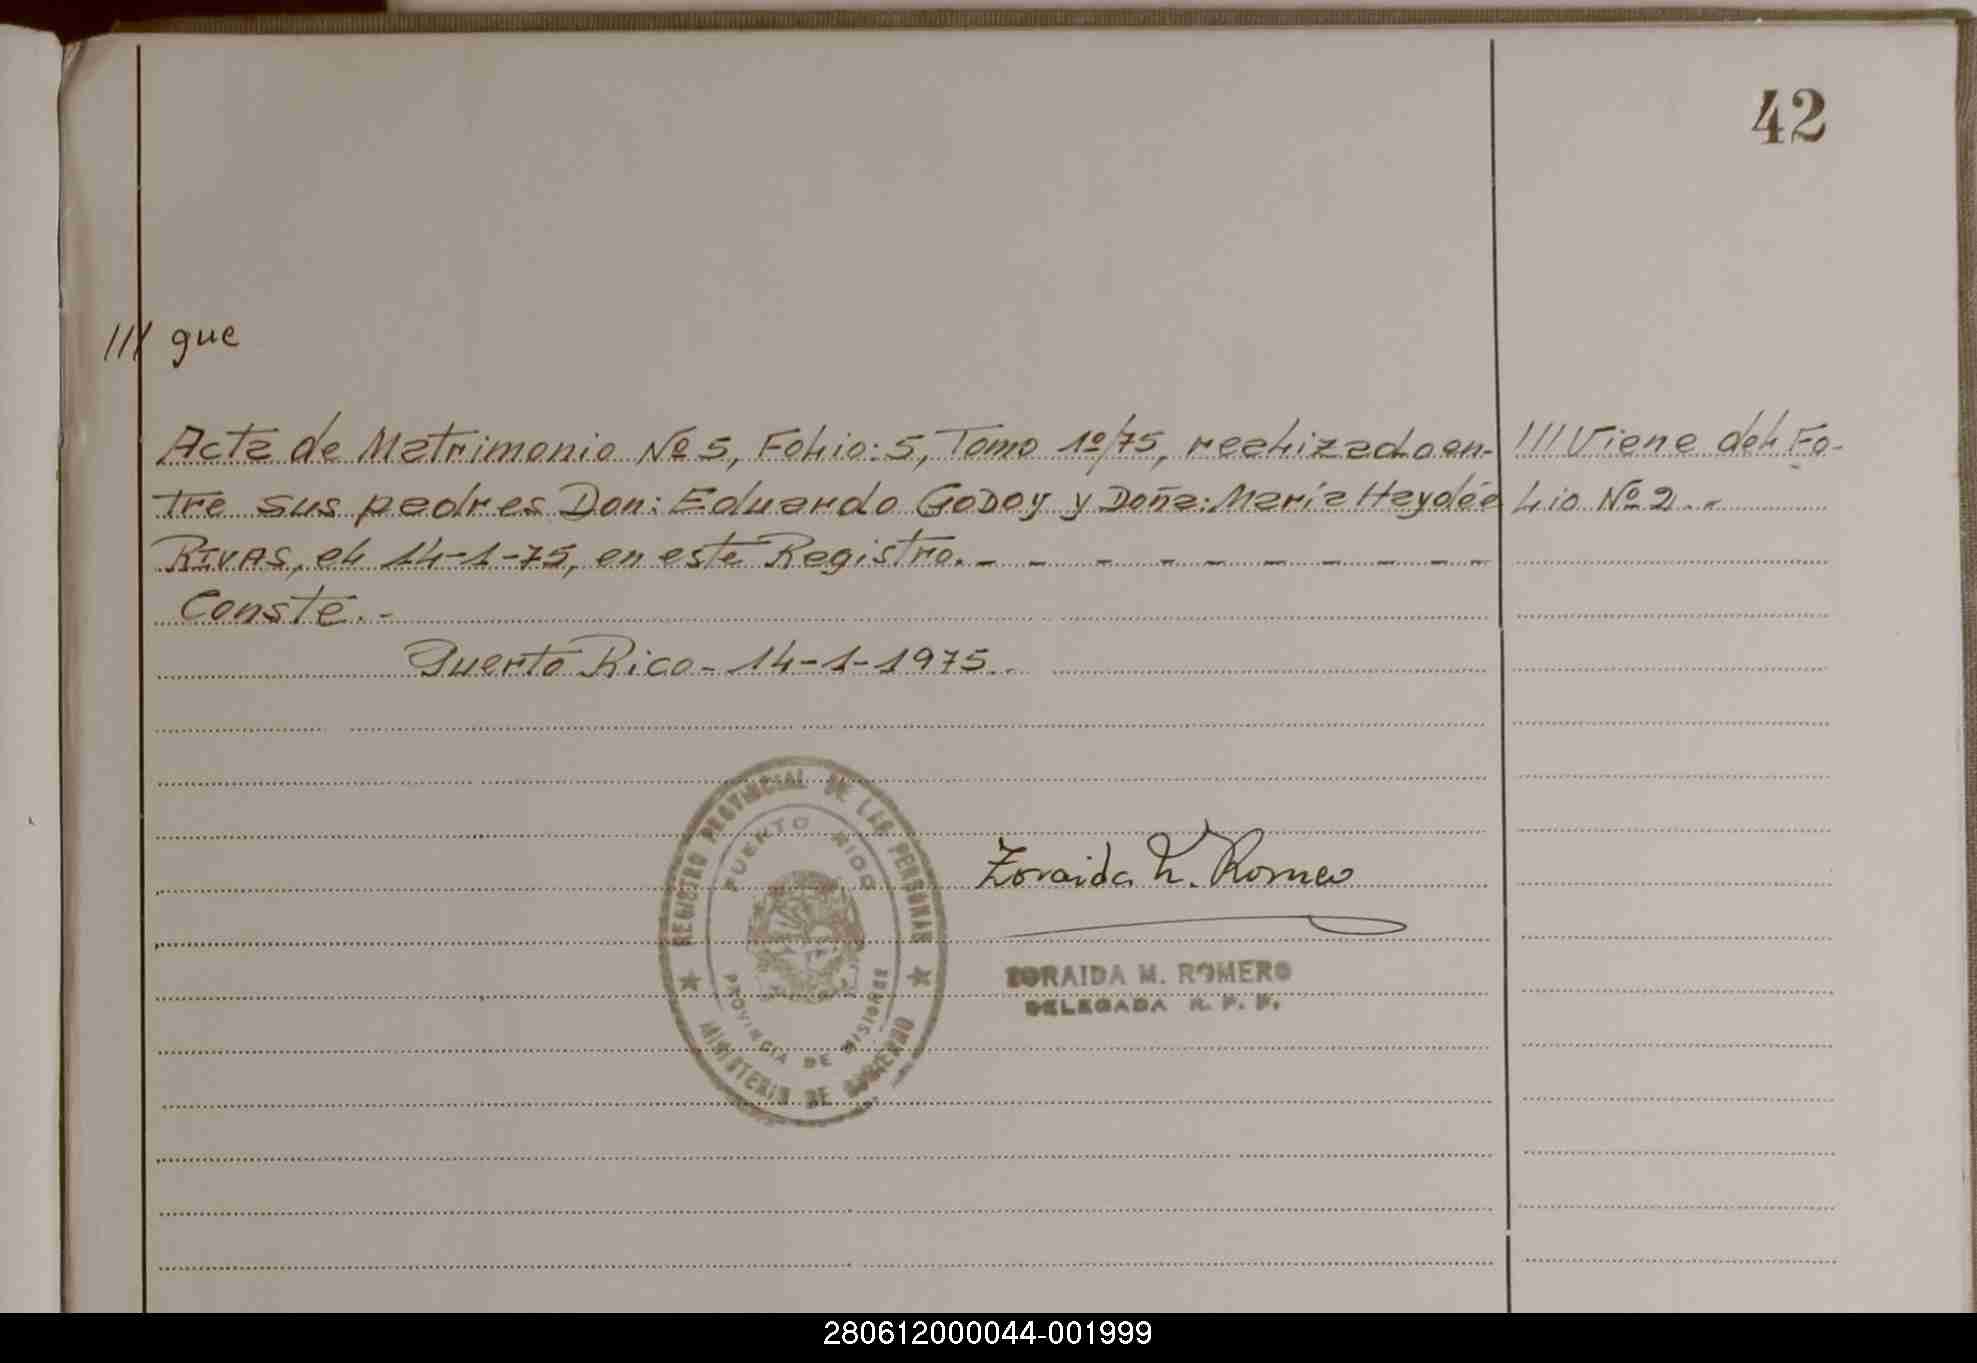 42
/// gue
Acta de Matrimonio Nº 5, Folio: 5, Tomo 1º/75, realizado en-
tre sus padres Don: Eduardo GODOY y Doña: María Haydée
RIVAS, el 14-1-75, en este Registro. - - - - - - - - - -
Conste. -
Puerto Rico - 14-1-1975..
/// Viene del Fo-
lio Nº 2. -
REGISTRO PROVINCIAL DE LAS PERSONAS
PUERTO RICO
PROVINCIA DE MISIONES
MINISTERIO DE GOBIERNO
Zoraida M. Romero
ZORAIDA M. ROMERO
DELEGADA R. P. P.
280612000044-001999